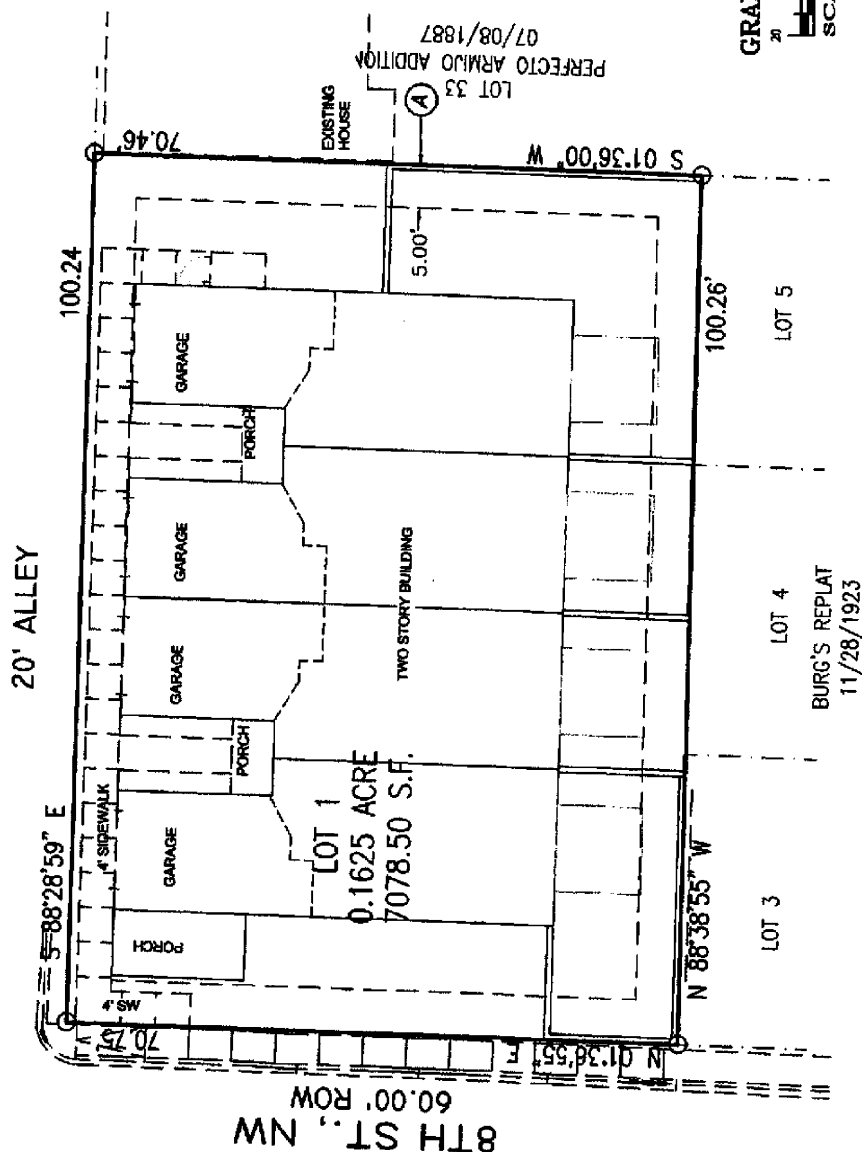 20' ALLEY
S 88°28'59" E
100.24
70.46'
4' SIDEWALK
4' SW
70.75'
EXISTING
HOUSE
LOT 33
PERFECTO ARMIJO ADDITION
07/08/1887
A
S 01°36'00" W
5.00'
GARAGE
PORCH
GARAGE
GARAGE
PORCH
GARAGE
PORCH
TWO STORY BUILDING
LOT 1
0.1625 ACRE
7078.50 S.F.
N 01°38'55" E
N 88°38'55" W
100.26'
LOT 3
LOT 4
LOT 5
BURG'S REPLAT
11/28/1923
8TH ST., NW
60.00' ROW
GRA
20
SCA